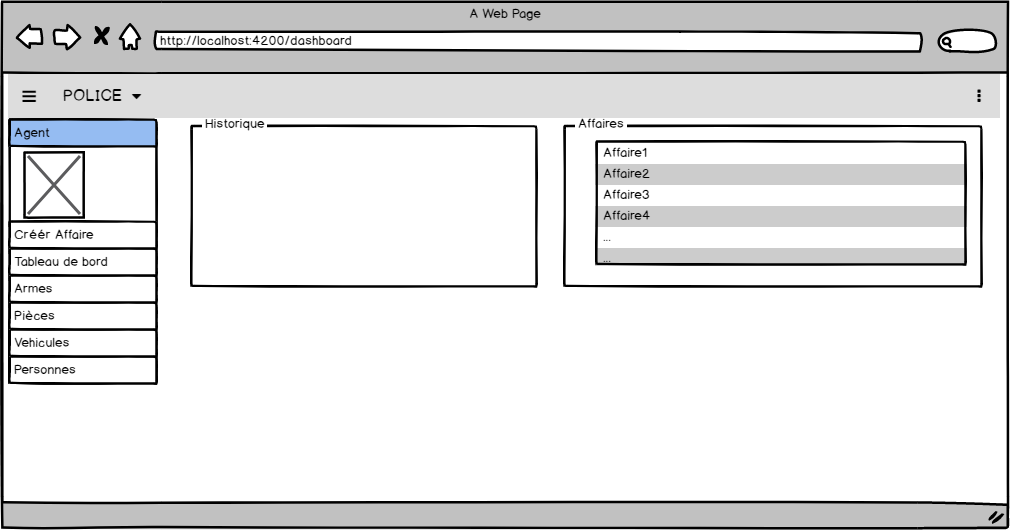 A Web Page
http://localhost:4200/dashboard
POLICE
Agent
Créér Affaire
Tableau de bord
Armes
Pièces
Vehicules
Personnes
Historique
Affaires
Affaire1
Affaire2
Affaire3
Affaire4
...
...